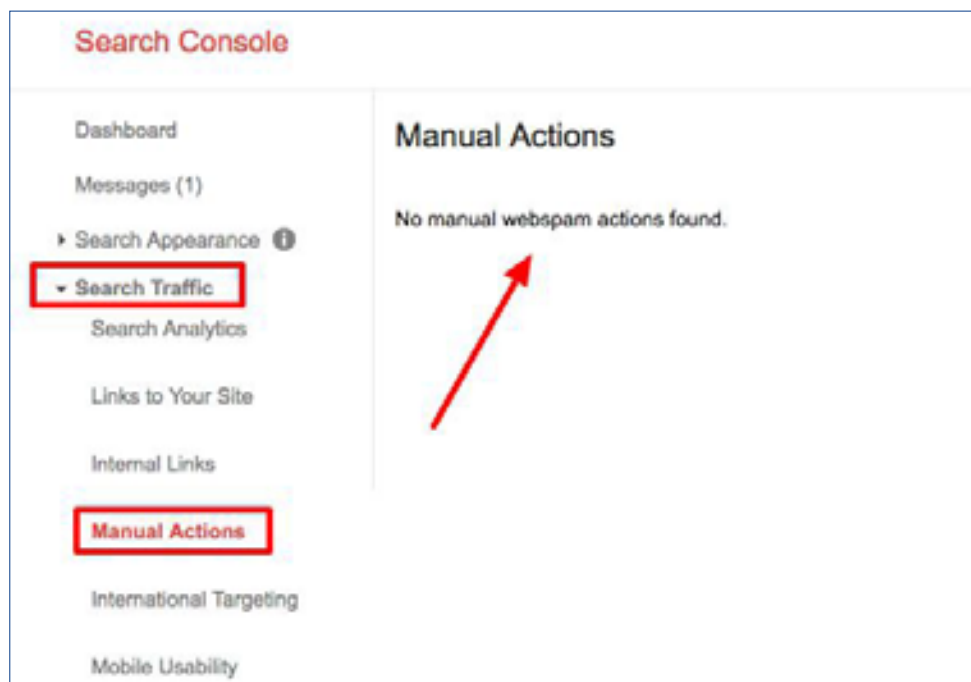 Search Console
Dashboard
Messages (1)
Search Appearance
Search Traffic
Search Analytics
Links to Your Site
Internal Links
Manual Actions
International Targeting
Mobile Usability
Manual Actions
No manual webspam actions found.